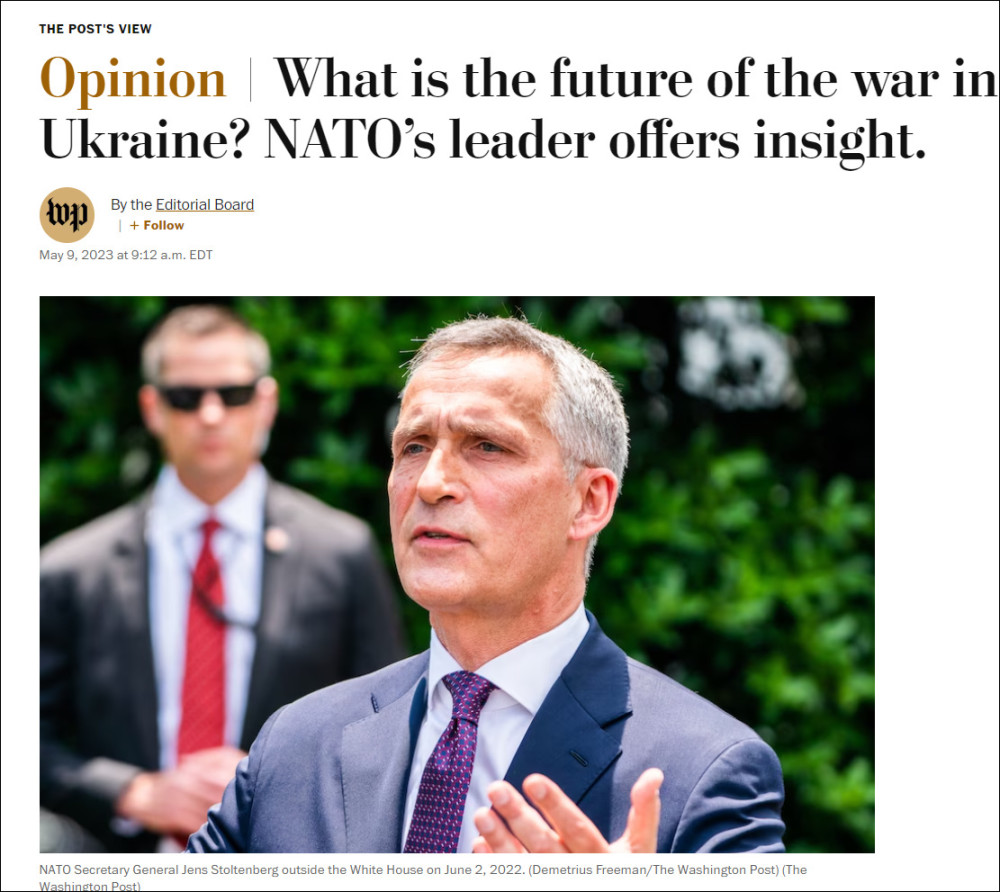 THE POST'S VIEW
Opinion | What is the future of the war in
Ukraine? NATO’s leader offers insight.
wp
By the Editorial Board
| + Follow
May 9, 2023 at 9:12 a.m. EDT
NATO Secretary General Jens Stoltenberg outside the White House on June 2, 2022. (Demetrius Freeman/The Washington Post) (The
Washington Post)